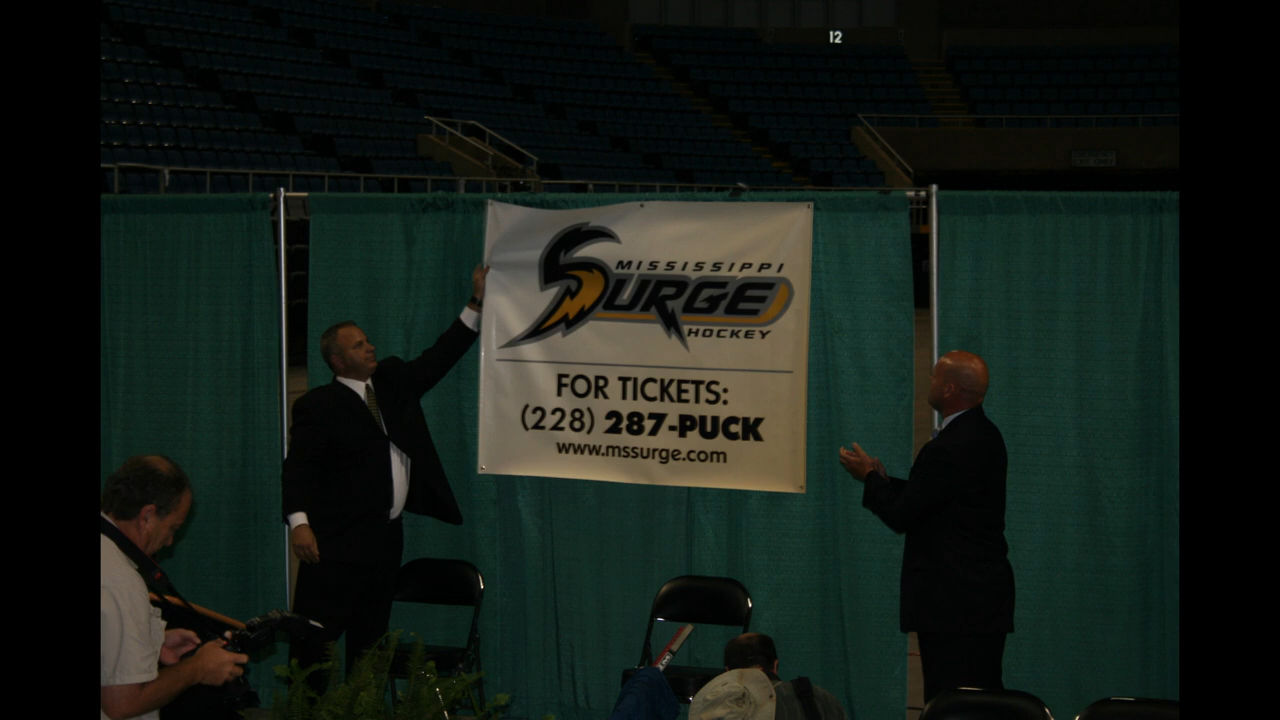 12
MISSISSIPPI
SURGE
HOCKEY
FOR TICKETS:
(228) 287-PUCK
www.mssurge.com